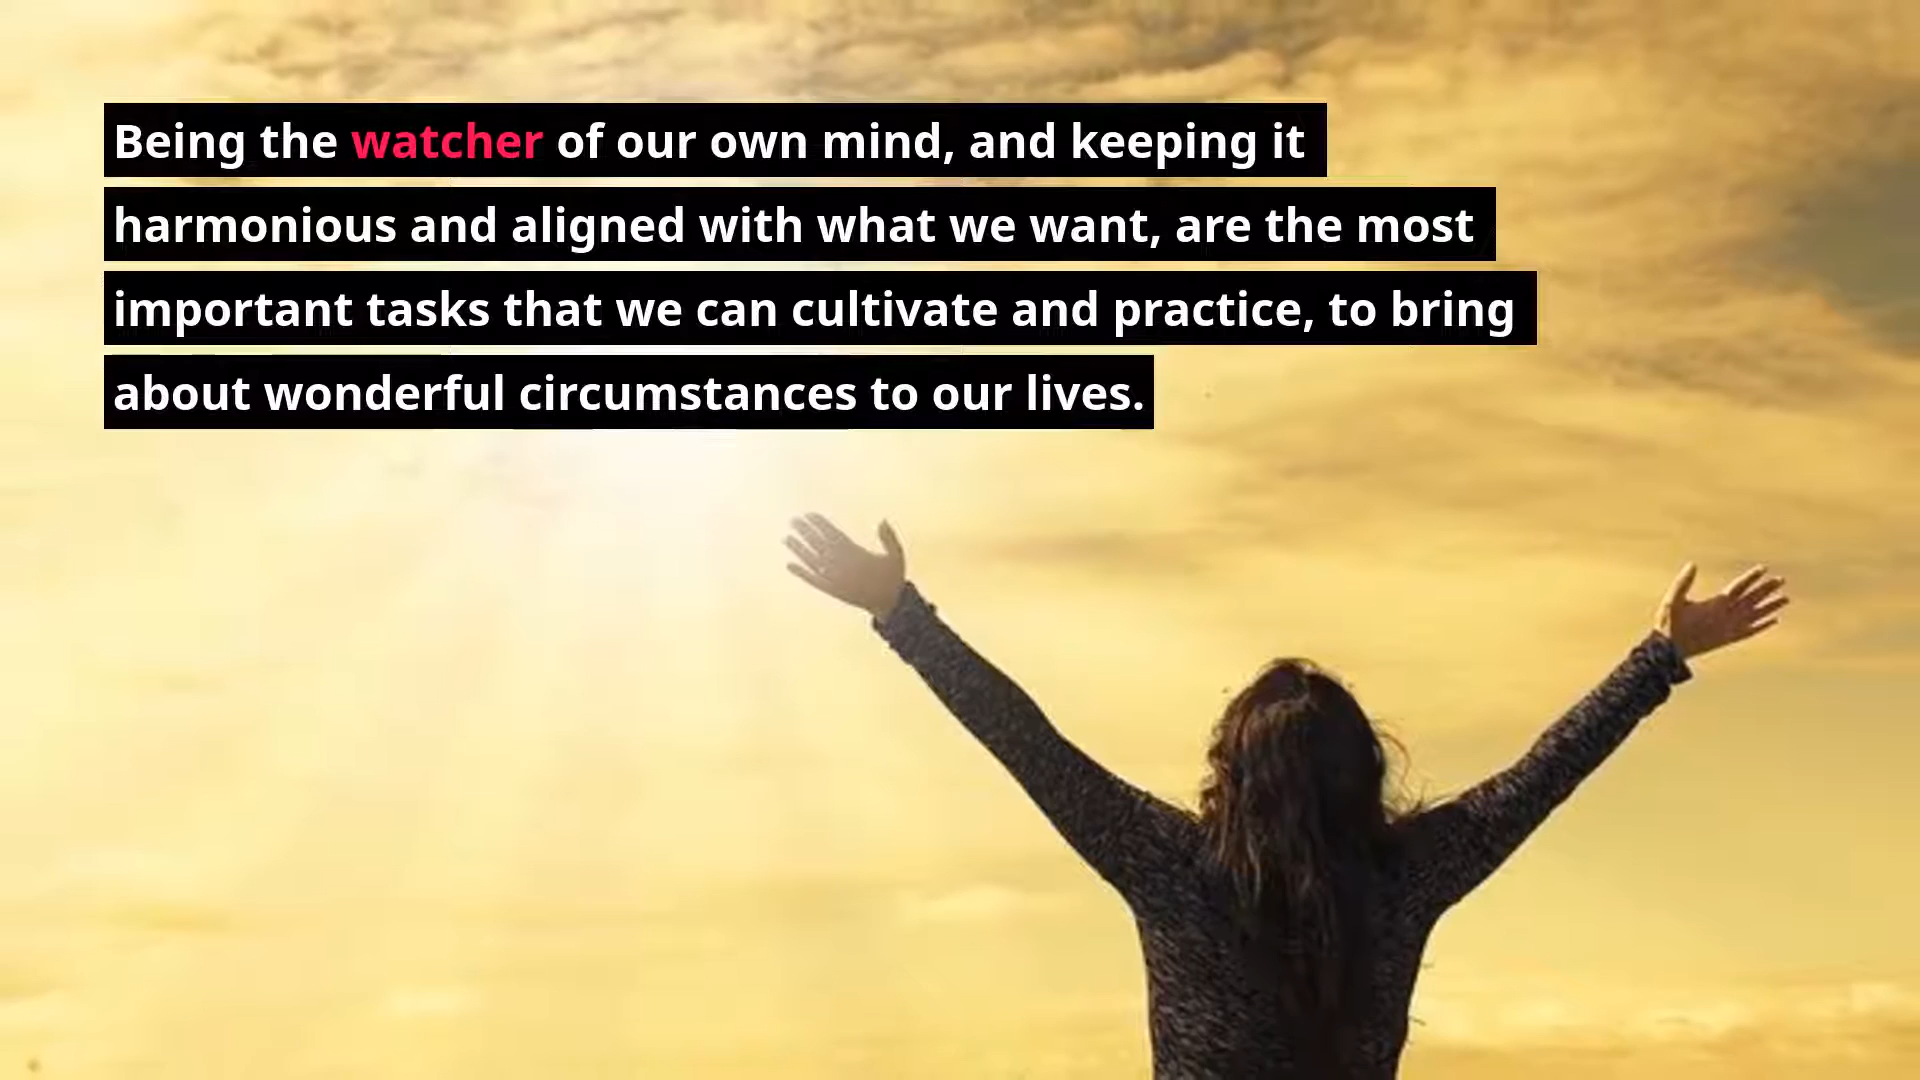 Being the watcher of our own mind, and keeping it
harmonious and aligned with what we want, are the most
important tasks that we can cultivate and practice, to bring
about wonderful circumstances to our lives.